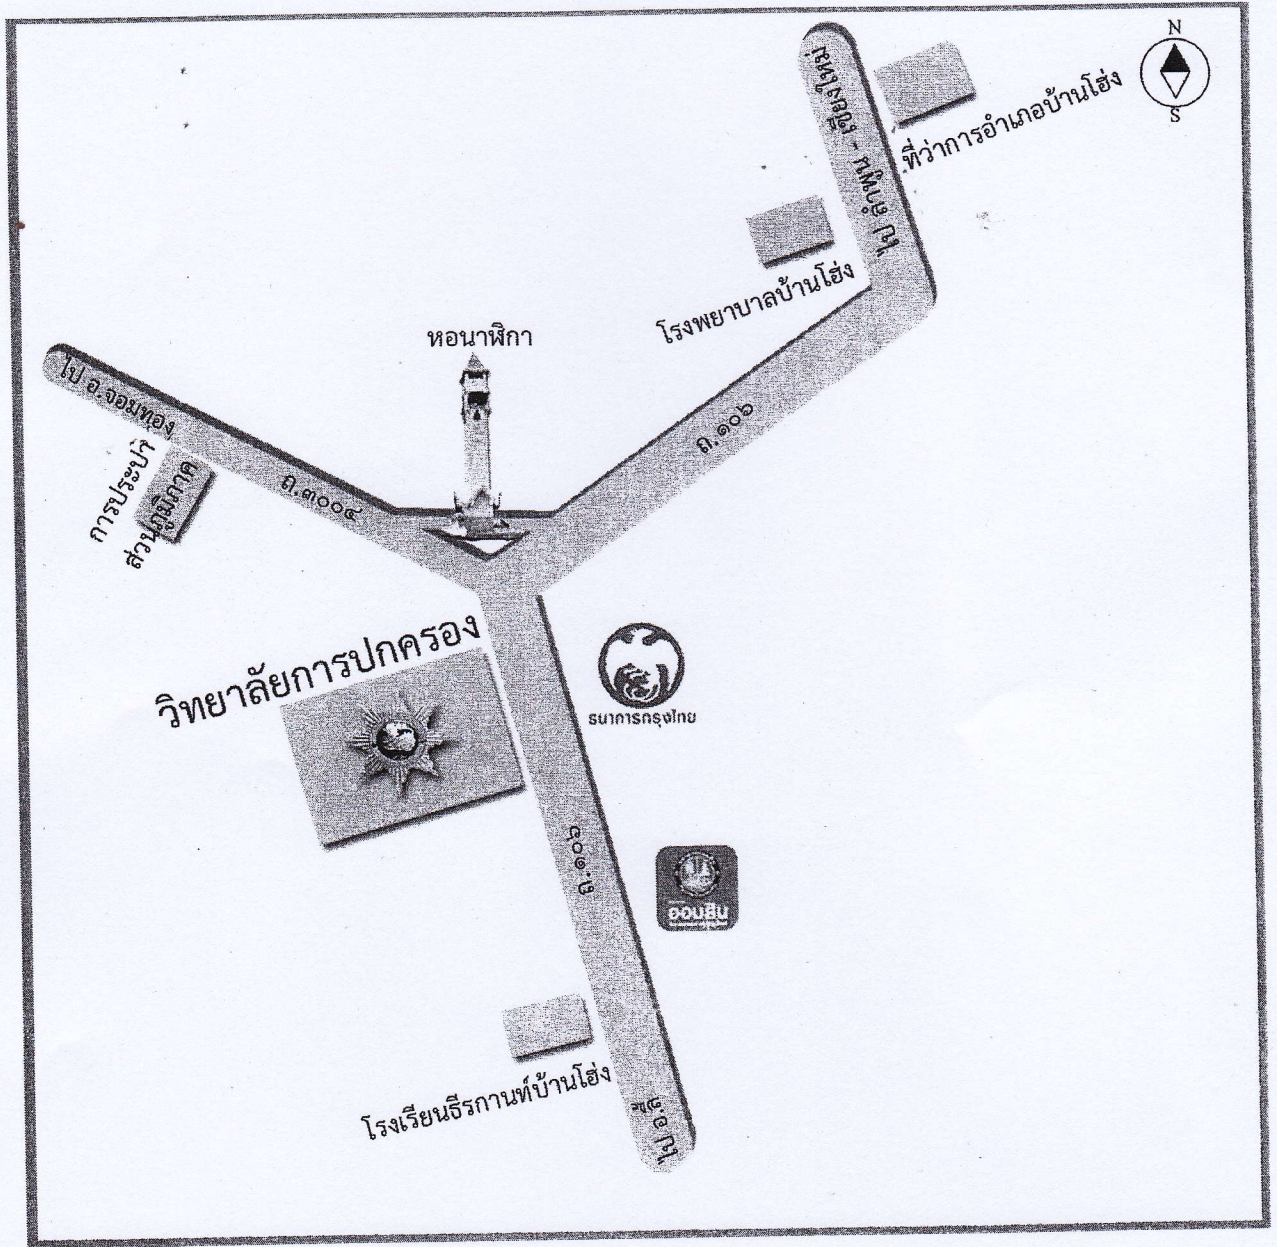 N
S
ไป ลำพูน - เชียงใหม่
ที่ว่าการอำเภอบ้านโฮ่ง
โรงพยาบาลบ้านโฮ่ง
หอนาฬิกา
ไป อ.จอมทอง
ถ.๑๐๖
การประปา
ส่วนภูมิภาค
ถ.๓๐๐๔
วิทยาลัยการปกครอง
ธนาคารกรุงไทย
ถ.๑๐๖
ออมสิน
โรงเรียนธีรกานท์บ้านโฮ่ง
ไป อ.ลี้